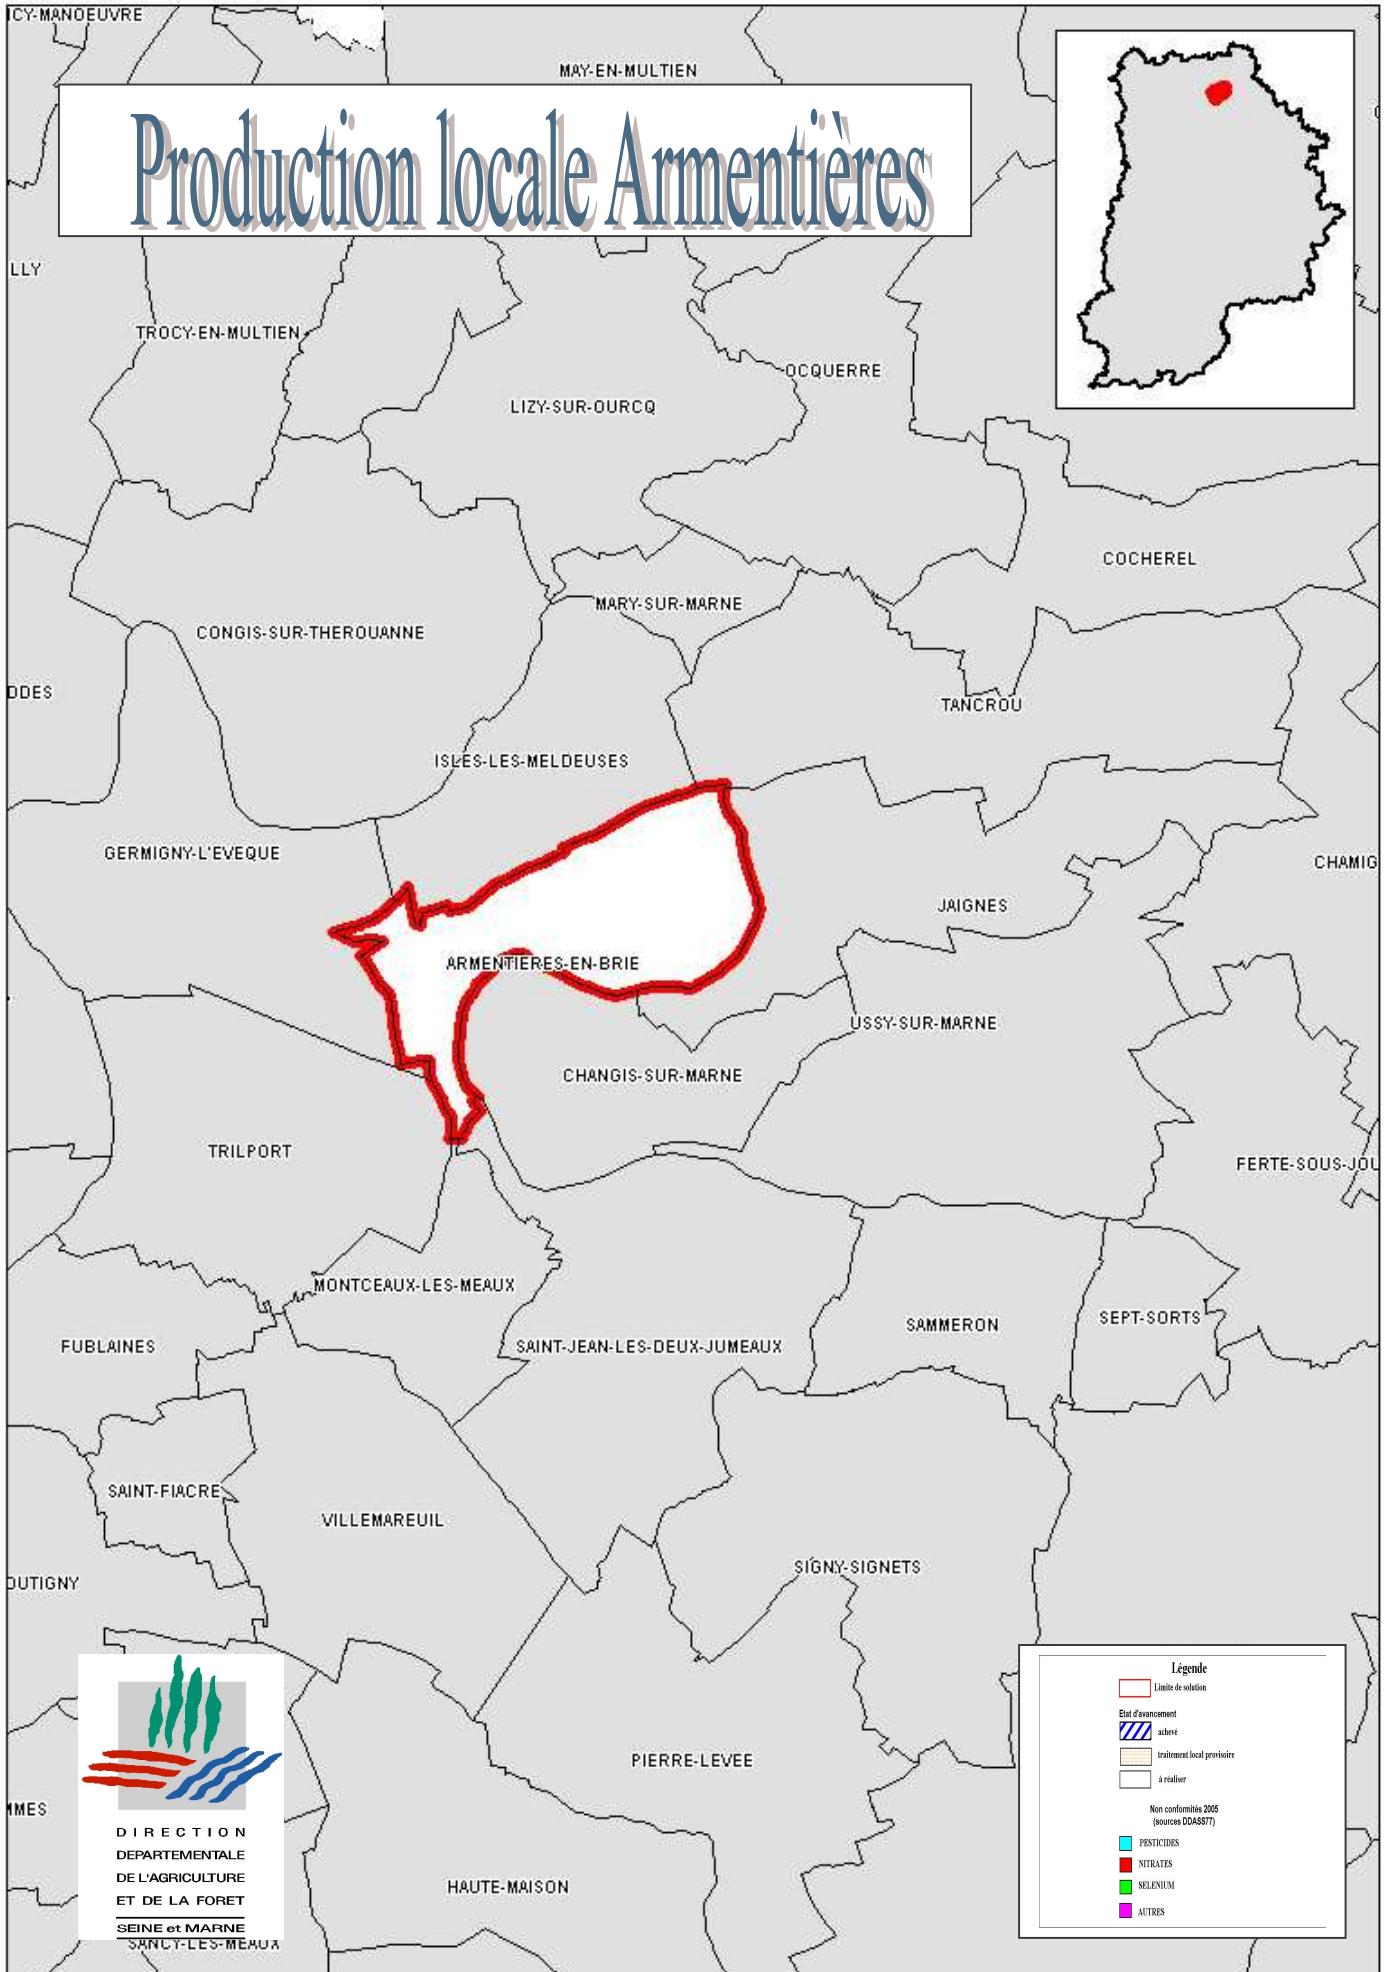 ICY-MANOEUVRE
MAY-EN-MULTIEN
Production locale Armentières
LLY
TROCY-EN-MULTIEN
OCQUERRE
LIZY-SUR-OURCQ
COCHEREL
MARY-SUR-MARNE
CONGIS-SUR-THEROUANNE
DDES
TANCROU
ISLES-LES-MELDEUSES
GERMIGNY-L'EVEQUE
CHAMIG
JAIGNES
ARMENTIERES-EN-BRIE
USSY-SUR-MARNE
CHANGIS-SUR-MARNE
TRILPORT
FERTE-SOUS-JOU
MONTCEAUX-LES-MEAUX
SEPT-SORTS
SAMMERON
FUBLAINES
SAINT-JEAN-LES-DEUX-JUMEAUX
SAINT-FIACRE
VILLEMAREUIL
SIGNY-SIGNETS
OUTIGNY
PIERRE-LEVEE
MMES
HAUTE-MAISON
DIRECTION
DEPARTEMENTALE
DE L'AGRICULTURE
ET DE LA FORET
SEINE et MARNE
SANCY-LES-MEAUX
Légende
Limite de solution
Etat d'avancement
achevé
traitement local provisoire
à réaliser
Non conformités 2005
(sources DDASS77)
PESTICIDES
NITRATES
SELENIUM
AUTRES